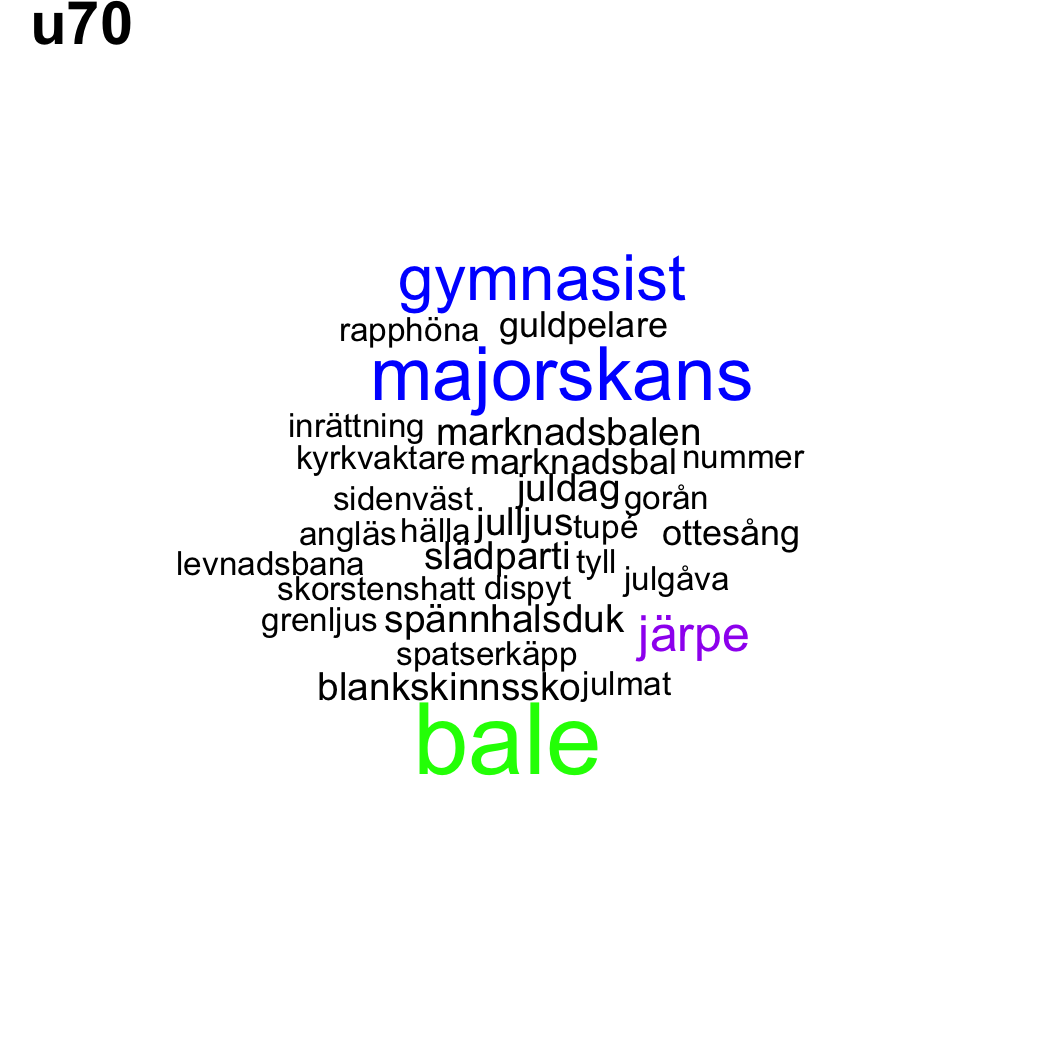 u70
gymnasist
rapphöna guldpelare
majorskans
inrättning marknadsbalen
kyrkvaktare marknadsbal nummer
sidenväst juldag gorån
angläs hälla julljus tupé ottesång
levnadsbana slädparti tyll
skorstenshatt dispyt julgåva
grenljus spännhalsduk järpe
spatserkäpp
blankskinnssko julmat
bale